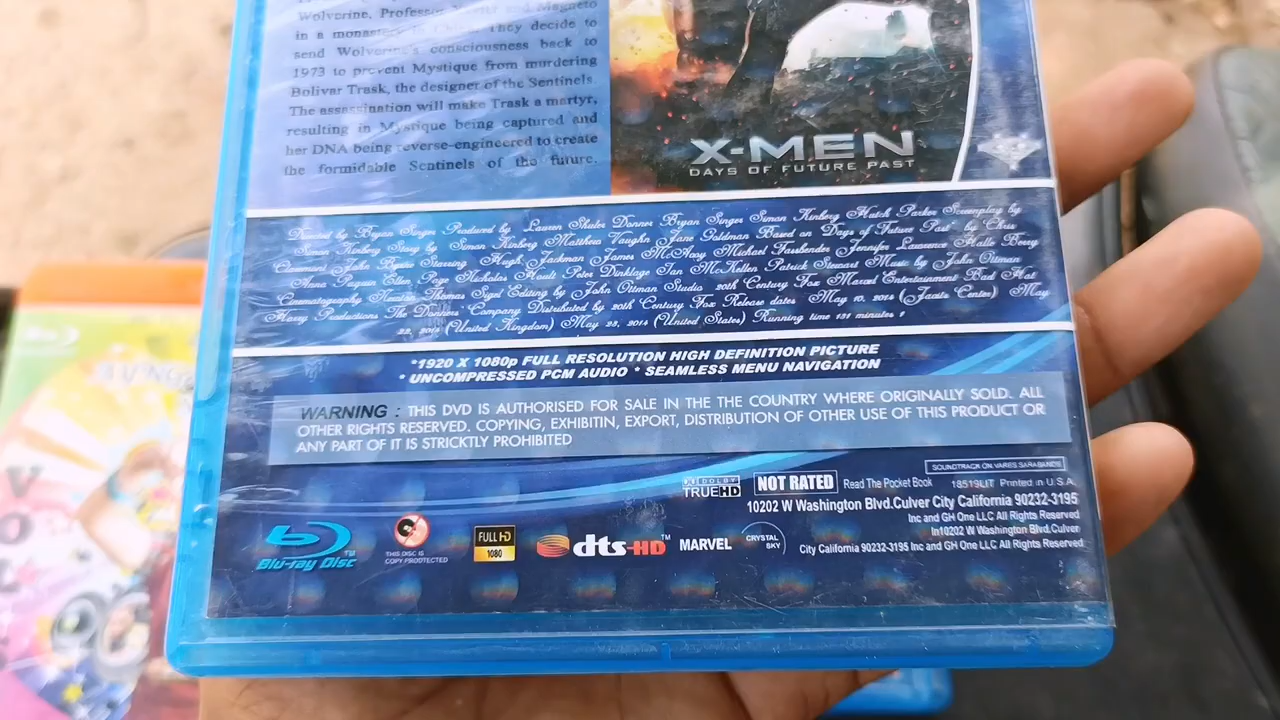 Wolverine, Professor and Magneto
in a monastery in They decide to
send Wolverine's consciousness back to
1973 to prevent Mystique from murdering
Bolivar Trask, the designer of the Sentinels.
The assassination will make Trask a martyr,
resulting in Mystique being captured and
her DNA being reverse-engineered to create
the formidable Sentinels of the future.
X-MEN
DAYS OF FUTURE PAST
Directed by Bryan Singer Produced by Lauren Shuler Donner Bryan Singer Simon Kinberg Hutch Parker Screenplay by
Simon Kinberg Story by Simon Kinberg Matthew Vaughn Jane Goldman Based on "Days of Future Past" by Chris
John Byrne Starring Hugh Jackman James McAvoy Michael Fassbender Jennifer Lawrence Halle Berry
Anna Paquin Ellen Page Nicholas Hoult Peter Dinklage Ian McKellen Patrick Stewart Music by John Ottman
Cinematography Newton Thomas Sigel Editing by John Ottman Studio 20th Century Fox Marvel Entertainment Bad Hat
Harry Productions The Donners' Company Distributed by 20th Century Fox Release dates May 10, 2014 (Javits Center) May
22, 2014 (United Kingdom) May 23, 2014 (United States) Running time 131 minutes
*1920 X 1080p FULL RESOLUTION HIGH DEFINITION PICTURE
* UNCOMPRESSED PCM AUDIO * SEAMLESS MENU NAVIGATION
WARNING : THIS DVD IS AUTHORISED FOR SALE IN THE THE COUNTRY WHERE ORIGINALLY SOLD. ALL
OTHER RIGHTS RESERVED. COPYING, EXHIBITIN, EXPORT, DISTRIBUTION OF OTHER USE OF THIS PRODUCT OR
ANY PART OF IT IS STRICKTLY PROHIBITED
SOUNDTRACK ON VARES SARABANDE
DOLBY TRUEHD NOT RATED Read The Pocket Book 18519LIT Printed in U.S.A.
10202 W Washington Blvd.Culver City California 90232-3195
Inc and GH One LLC All Rights Reserved
In10202 W Washington Blvd.Culver
City California 90232-3195 Inc and GH One LLC All Rights Reserved
Blu-ray Disc™
THIS DISC IS
COPY PROOTECTED
FULL HD
1080
dts-HD™
MARVEL
CRYSTAL
SKY